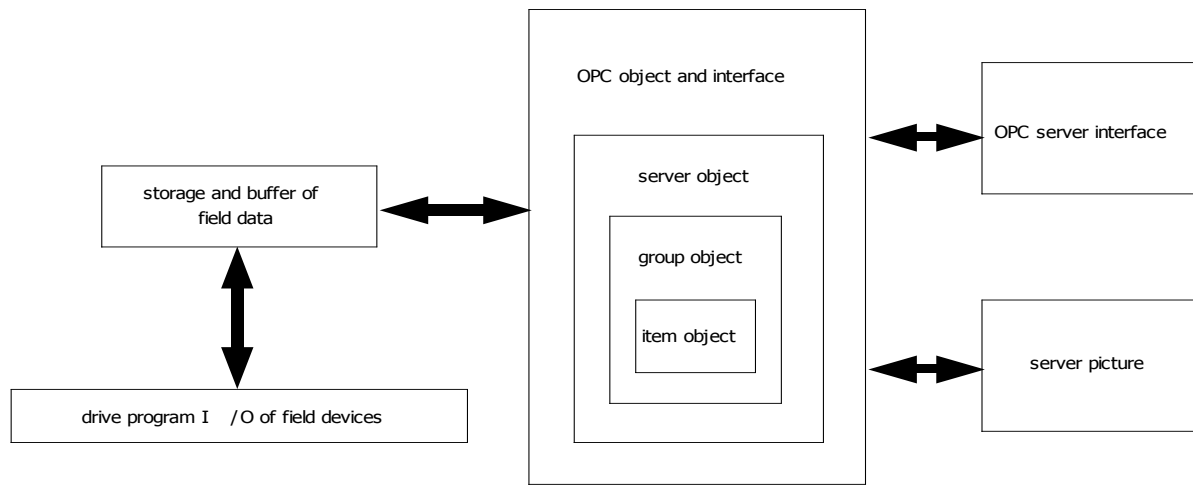 OPC object and interface
OPC server interface
server object
storage and buffer of
field data
group object
item object
server picture
drive program I /O of field devices